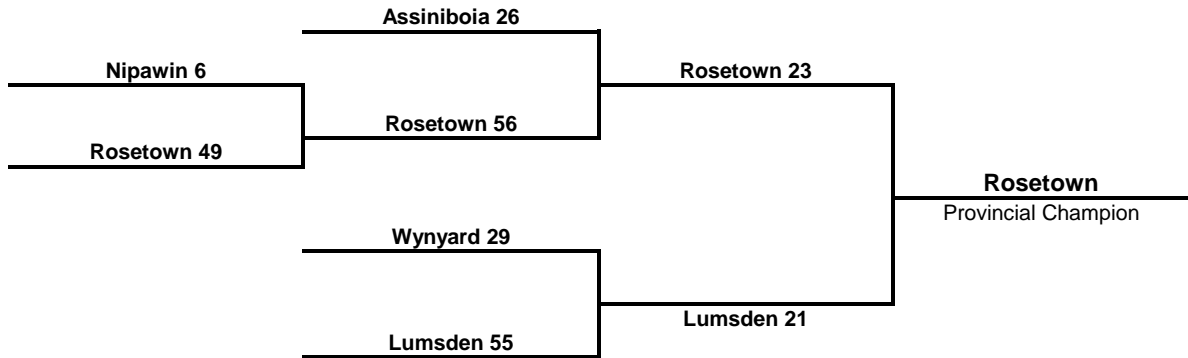 Assiniboia 26
Nipawin 6
Rosetown 23
Rosetown 56
Rosetown 49
Rosetown
Provincial Champion
Wynyard 29
Lumsden 21
Lumsden 55